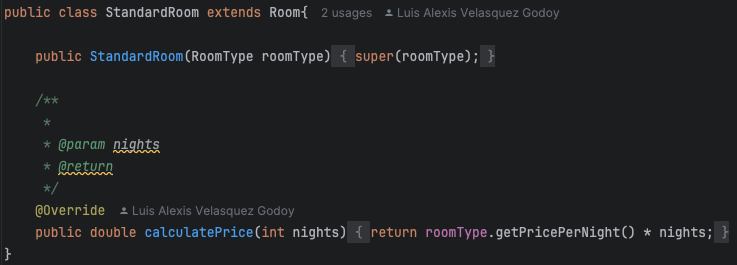 public class StandardRoom extends Room{ 2 usages Luis Alexis Velasquez Godoy
public StandardRoom(RoomType roomType) { super(roomType); }
/**
*
* @param nights
* @return
*/
@Override Luis Alexis Velasquez Godoy
public double calculatePrice(int nights) { return roomType.getPricePerNight() * nights; }
}